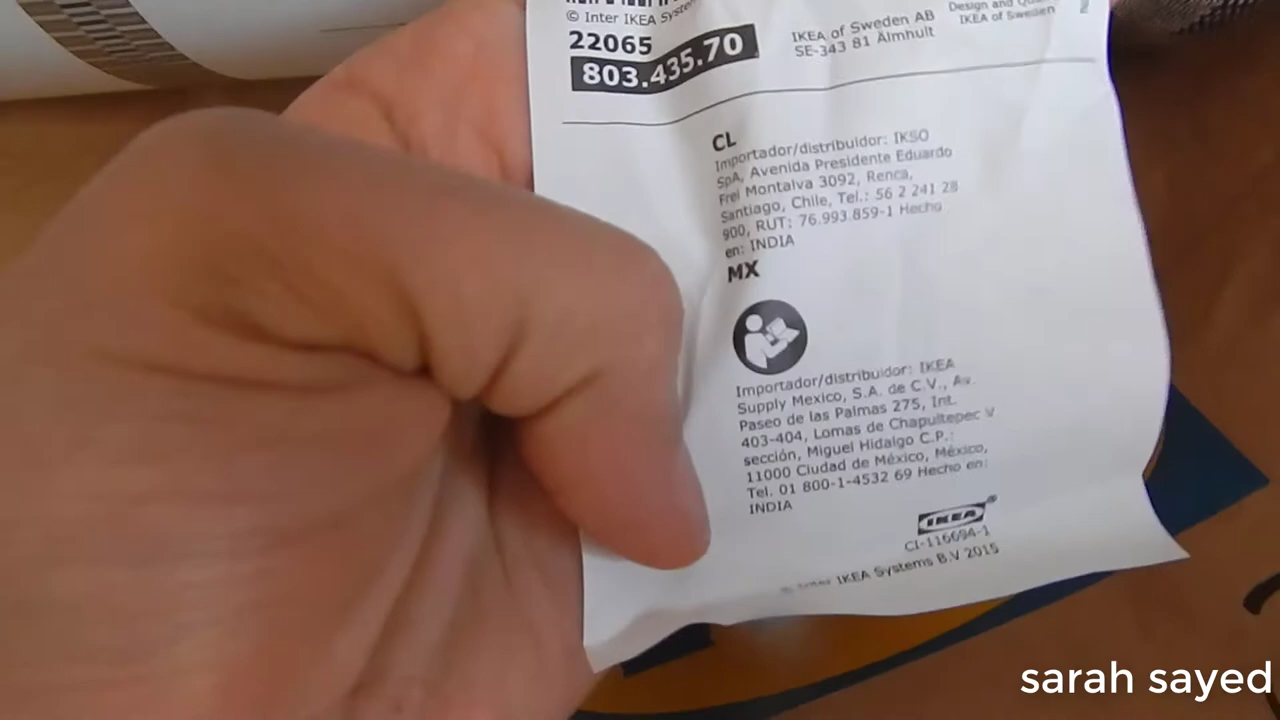 © Inter IKEA Syste
22065
803.435.70
IKEA of Sweden AB
SE-343 81 Älmhult
Design and Qu
IKEA of Sweden
CL
Importador/distribuidor: IKSO
SpA, Avenida Presidente Eduardo
Frei Montalva 3092, Renca,
Santiago, Chile, Tel.: 56 2 241 28
900, RUT: 76.993.859-1 Hecho
en: INDIA
MX
Importador/distribuidor: IKEA
Supply Mexico, S.A. de C.V., Av.
Paseo de las Palmas 275, Int.
403-404, Lomas de Chapultepec V
sección, Miguel Hidalgo C.P.:
11000 Ciudad de México, México,
Tel. 01 800-1-4532 69 Hecho en:
INDIA
IKEA®
CI-116694-1
© Inter IKEA Systems B.V 2015
sarah sayed